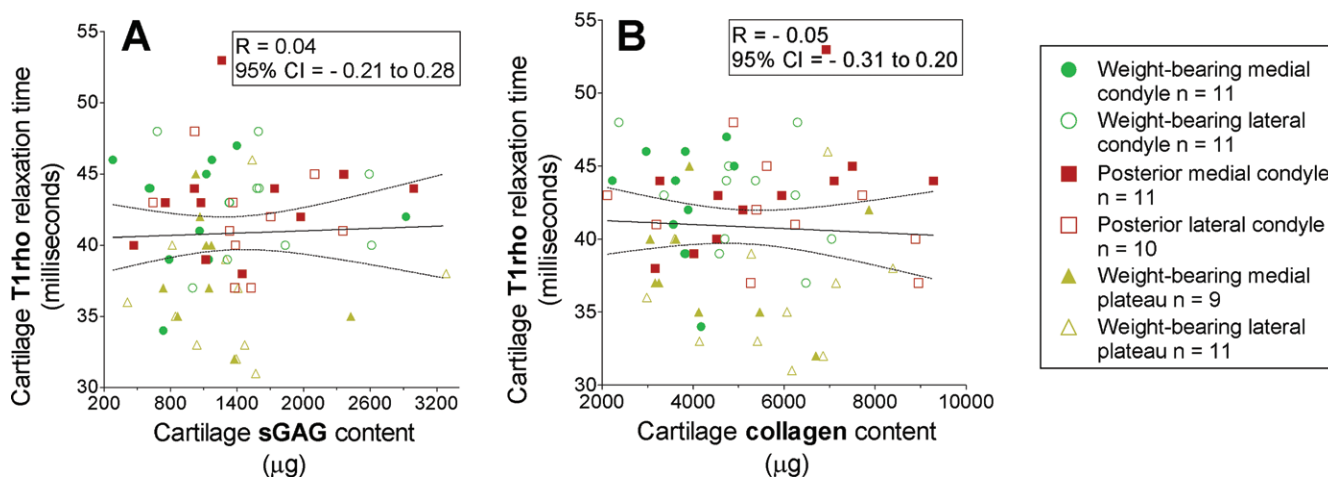 A
R = 0.04
95% CI = - 0.21 to 0.28
Cartilage T1rho relaxation time
(milliseconds)
55
50
45
40
35
30
200
800
1400
2000
2600
3200
Cartilage sGAG content
(μg)
B
R = - 0.05
95% CI = - 0.31 to 0.20
Cartilage T1rho relaxation time
(milliseconds)
55
50
45
40
35
30
2000
4000
6000
8000
10000
Cartilage collagen content
(μg)
Weight-bearing medial
condyle n = 11
Weight-bearing lateral
condyle n = 11
Posterior medial condyle
n = 11
Posterior lateral condyle
n = 10
Weight-bearing medial
plateau n = 9
Weight-bearing lateral
plateau n = 11